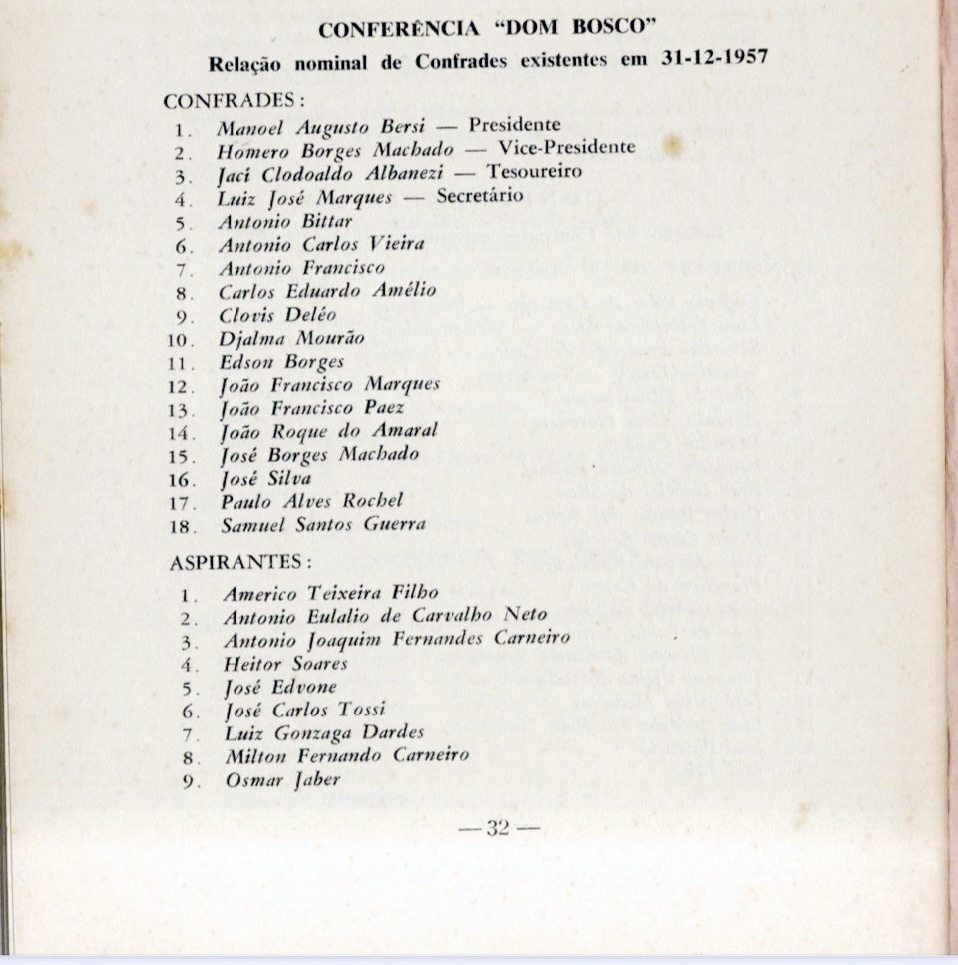 CONFERÊNCIA "DOM BOSCO"
Relação nominal de Confrades existentes em 31-12-1957
CONFRADES :
1. Manoel Augusto Bersi — Presidente
2. Homero Borges Machado — Vice-Presidente
3. Jací Clodoaldo Albanezi — Tesoureiro
4. Luiz José Marques — Secretário
5. Antonio Bittar
6. Antonio Carlos Vieira
7. Antonio Francisco
8. Carlos Eduardo Amélio
9. Clovis Deléo
10. Djalma Mourão
11. Edson Borges
12. João Francisco Marques
13. João Francisco Paez
14. João Roque do Amaral
15. José Borges Machado
16. José Silva
17. Paulo Alves Rochel
18. Samuel Santos Guerra
ASPIRANTES :
1. Americo Teixeira Filho
2. Antonio Eulalio de Carvalho Neto
3. Antonio Joaquim Fernandes Carneiro
4. Heitor Soares
5. José Edvone
6. José Carlos Tossi
7. Luiz Gonzaga Dardes
8. Milton Fernando Carneiro
9. Osmar Jaber
— 32 —